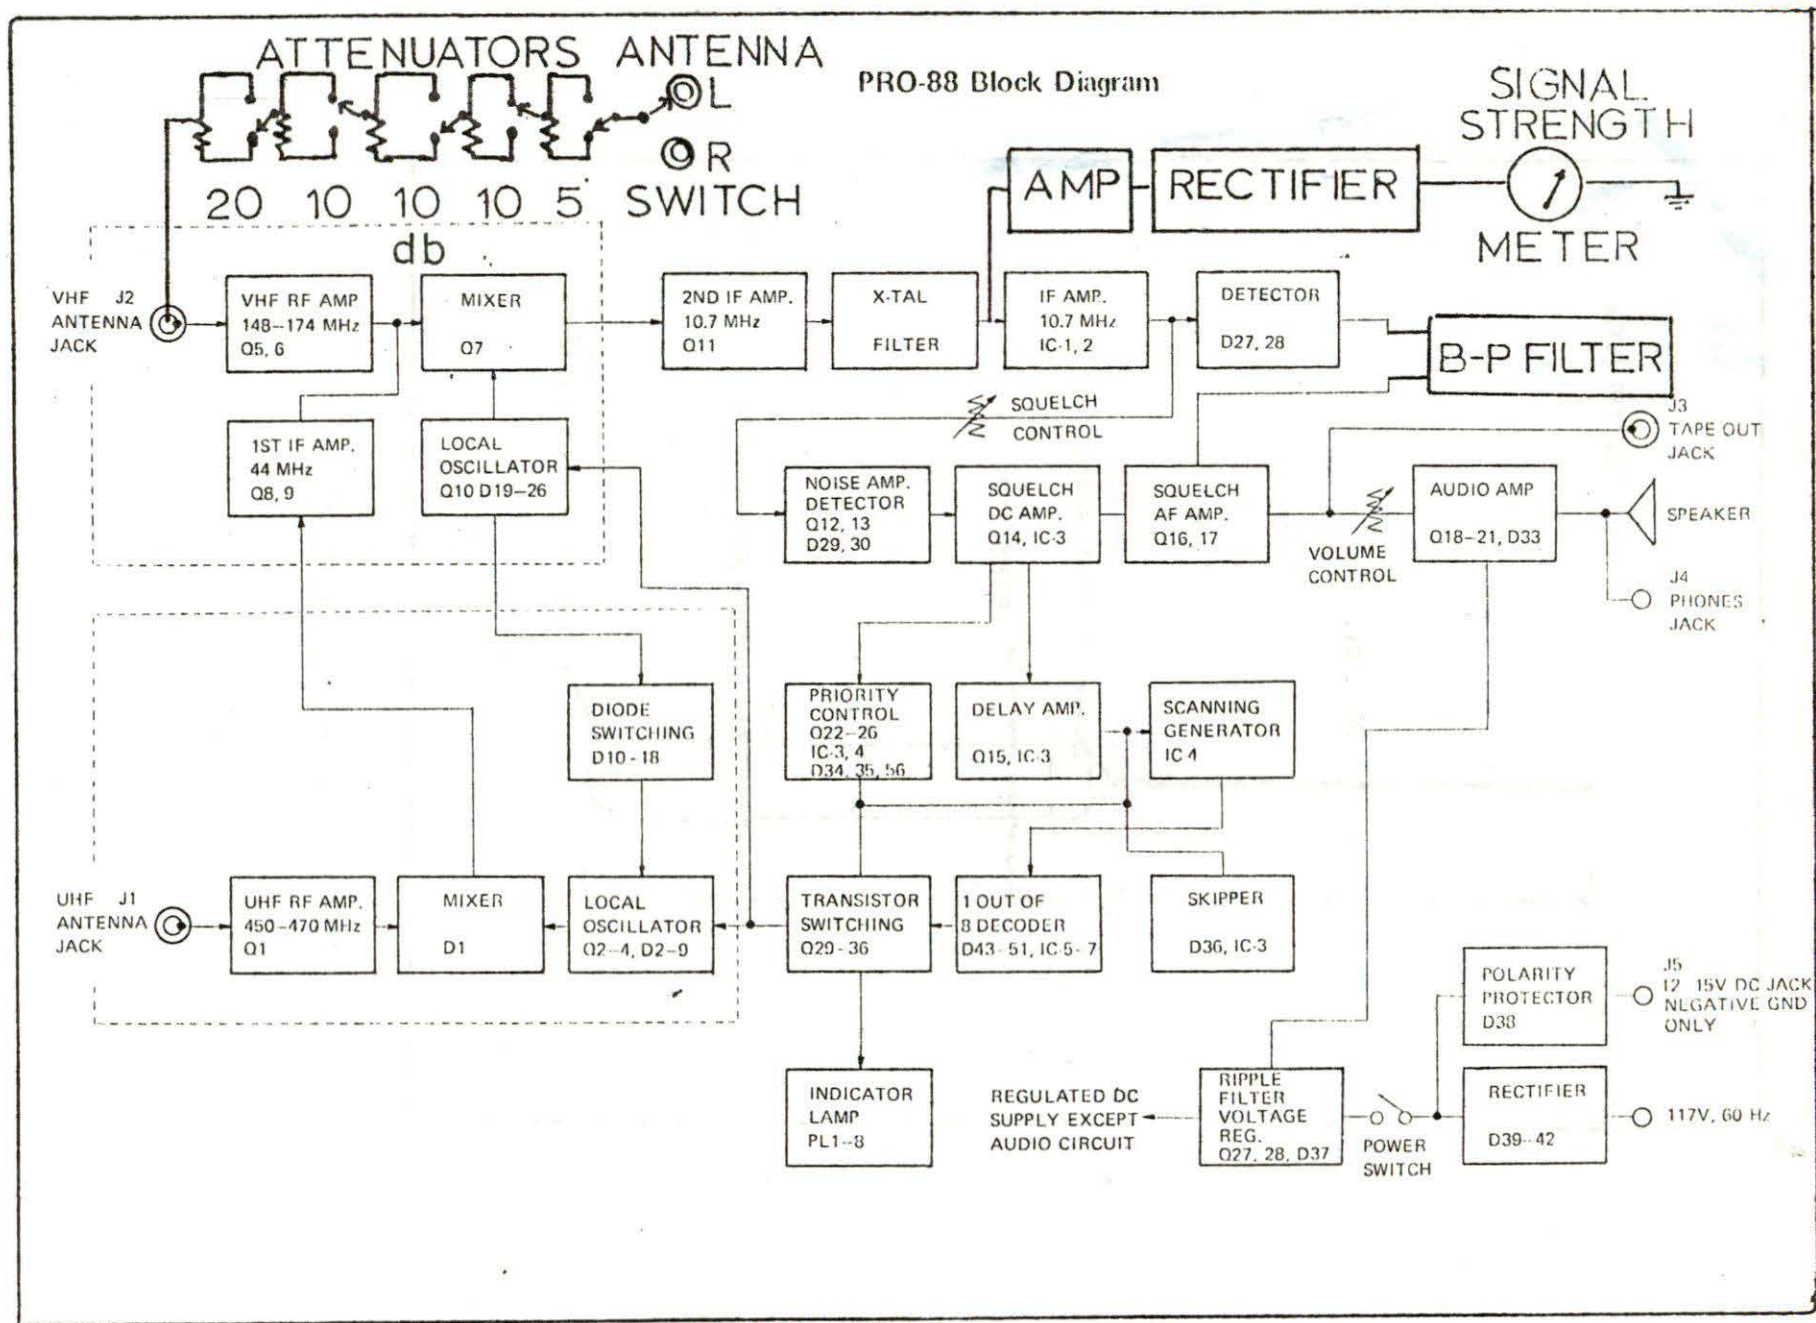 ATTENUATORS
ANTENNA
L
R
SWITCH
20 10 10 10 5
db
PRO-88 Block Diagram
SIGNAL
STRENGTH
METER
AMP
RECTIFIER
VHF J2
ANTENNA
JACK
VHF RF AMP
148–174 MHz
Q5, 6
MIXER
Q7
2ND IF AMP.
10.7 MHz
Q11
X-TAL
FILTER
IF AMP.
10.7 MHz
IC-1, 2
DETECTOR
D27, 28
B-P FILTER
SQUELCH
CONTROL
J3
TAPE OUT
JACK
1ST IF AMP.
44 MHz
Q8, 9
LOCAL
OSCILLATOR
Q10 D19–26
NOISE AMP.
DETECTOR
Q12, 13
D29, 30
SQUELCH
DC AMP.
Q14, IC-3
SQUELCH
AF AMP.
Q16, 17
VOLUME
CONTROL
AUDIO AMP
Q18–21, D33
SPEAKER
J4
PHONES
JACK
DIODE
SWITCHING
D10-18
PRIORITY
CONTROL
Q22–26
IC-3, 4
D34, 35, 56
DELAY AMP.
Q15, IC-3
SCANNING
GENERATOR
IC-4
UHF J1
ANTENNA
JACK
UHF RF AMP.
450–470 MHz
Q1
MIXER
D1
LOCAL
OSCILLATOR
Q2–4, D2–9
TRANSISTOR
SWITCHING
Q29-36
1 OUT OF
8 DECODER
D43–51, IC-5-7
SKIPPER
D36, IC-3
POLARITY
PROTECTOR
D38
J5
12 15V DC JACK
NEGATIVE GND
ONLY
INDICATOR
LAMP
PL1–8
REGULATED DC
SUPPLY EXCEPT
AUDIO CIRCUIT
RIPPLE
FILTER
VOLTAGE
REG.
Q27, 28, D37
POWER
SWITCH
RECTIFIER
D39–42
117V, 60 Hz